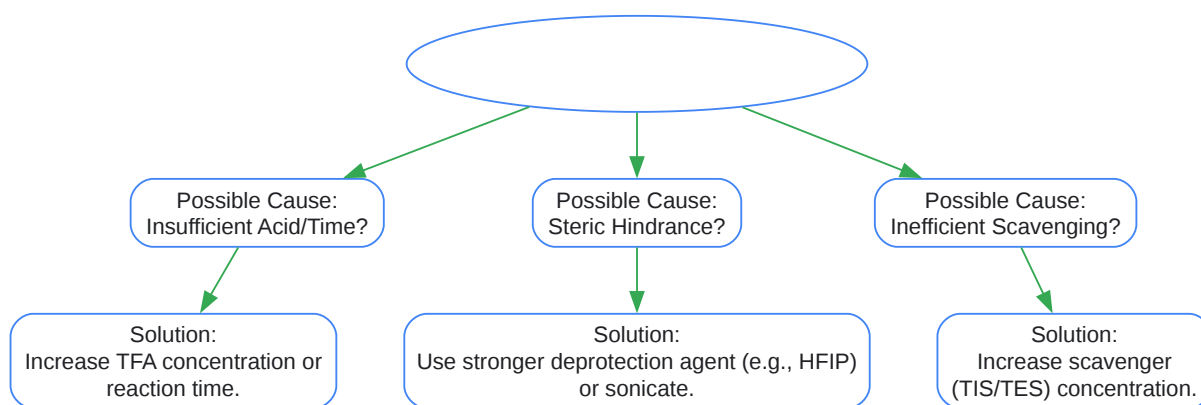 Possible Cause:
Insufficient Acid/Time?
Possible Cause:
Steric Hindrance?
Possible Cause:
Inefficient Scavenging?
Solution:
Increase TFA concentration or
reaction time.
Solution:
Use stronger deprotection agent (e.g., HFIP)
or sonicate.
Solution:
Increase scavenger
(TIS/TES) concentration.